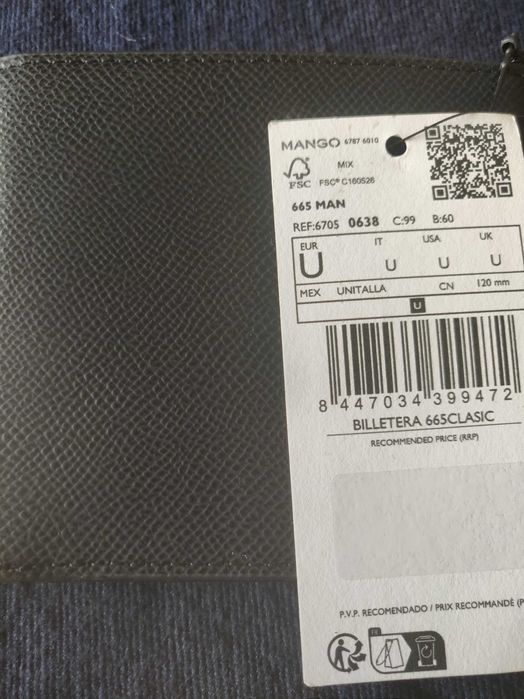 MANGO 6787 6010
MIX
FSC
FSC® C160526
665 MAN
REF:6705 0638 C:99 B:60
EUR IT USA UK
U U U U
MEX UNITALLA CN 120 mm
U
8 447034 399472
BILLETERA 665CLASIC
RECOMMENDED PRICE (RRP)
P.V.P. RECOMENDADO / PRIX RECOMMANDÉ (P